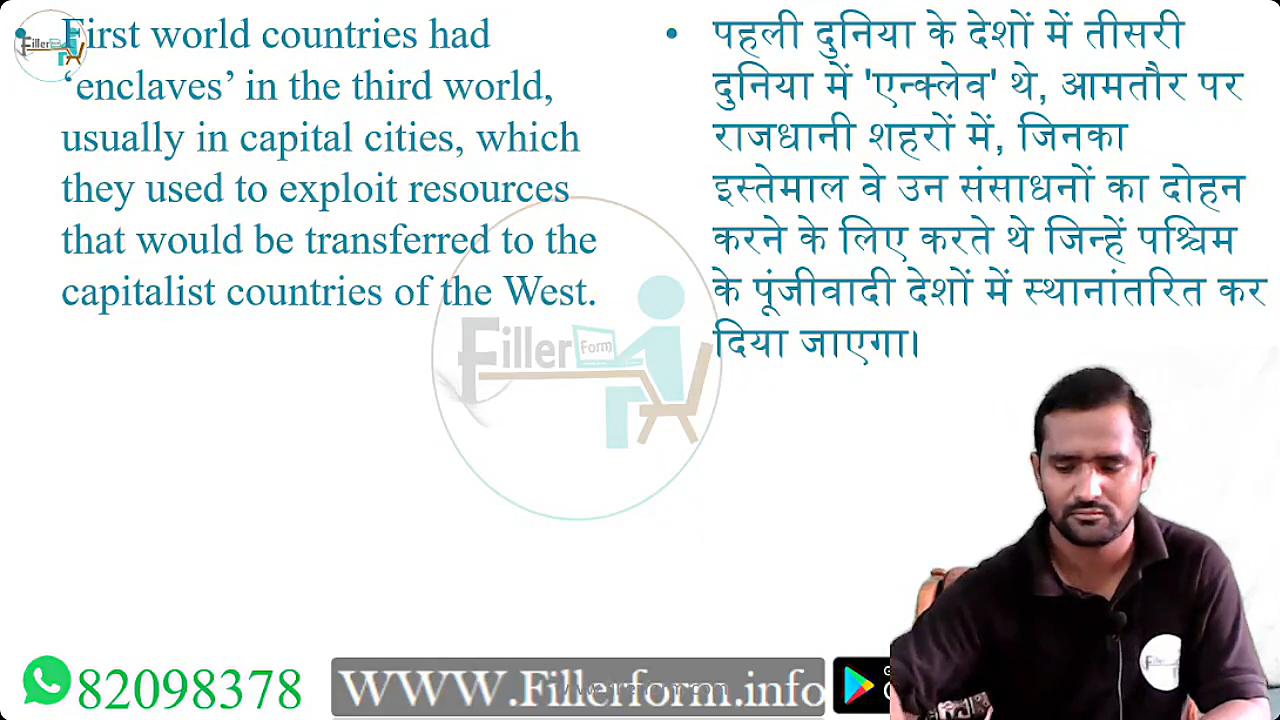 First world countries had
‘enclaves’ in the third world,
usually in capital cities, which
they used to exploit resources
that would be transferred to the
capitalist countries of the West.
पहली दुनिया के देशों में तीसरी
दुनिया में 'एन्क्लेव' थे, आमतौर पर
राजधानी शहरों में, जिनका
इस्तेमाल वे उन संसाधनों का दोहन
करने के लिए करते थे जिन्हें पश्चिम
के पूंजीवादी देशों में स्थानांतरित कर
दिया जाएगा।
Filler Form
82098378
WWW.Fillerform.info